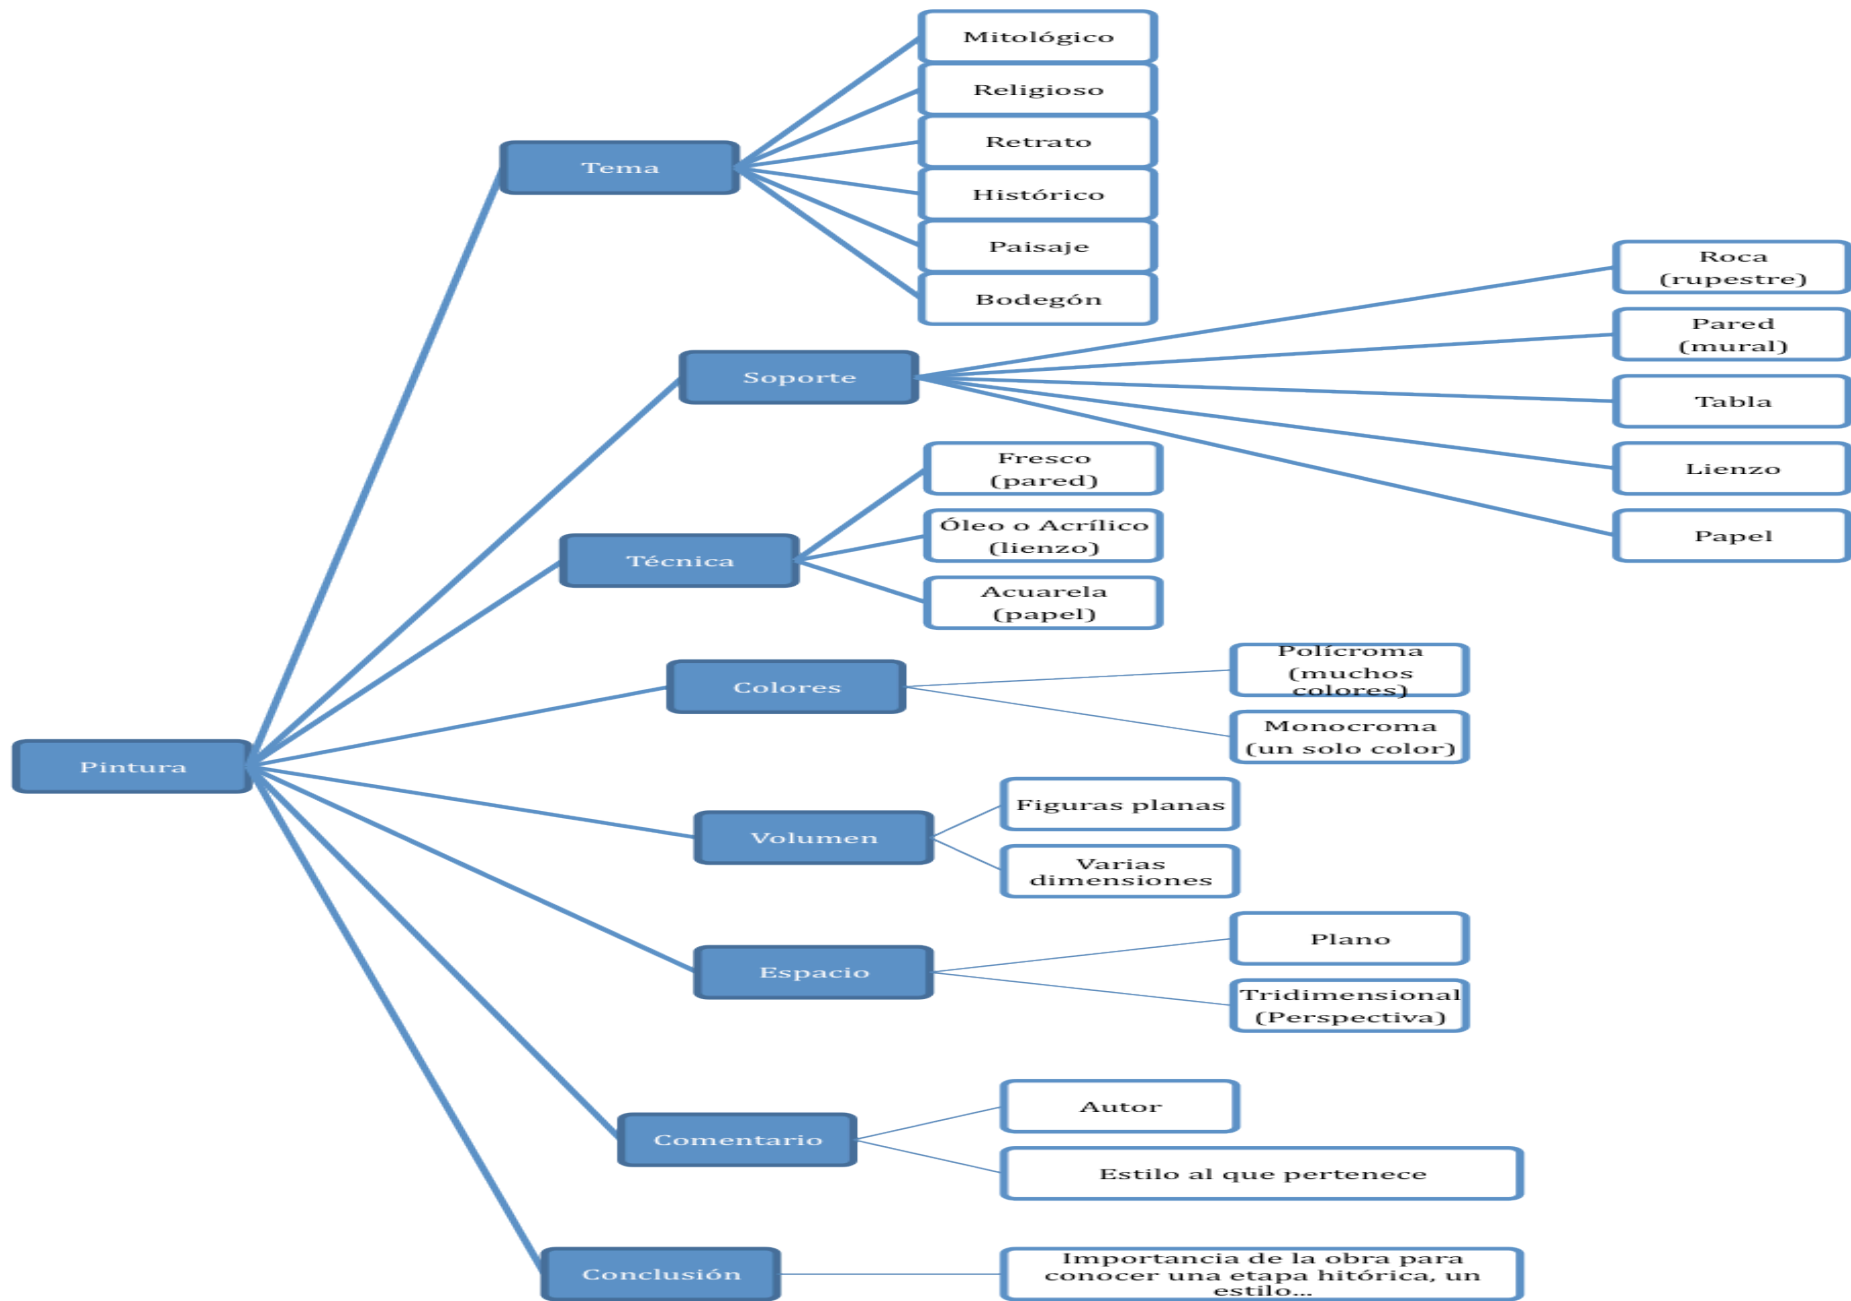 Pintura
Tema
Mitológico
Religioso
Retrato
Histórico
Paisaje
Bodegón
Soporte
Roca
(rupestre)
Pared
(mural)
Tabla
Lienzo
Papel
Técnica
Fresco
(pared)
Óleo o Acrílico
(lienzo)
Acuarela
(papel)
Colores
Polícroma
(muchos
colores)
Monocroma
(un solo color)
Volumen
Figuras planas
Varias
dimensiones
Espacio
Plano
Tridimensional
(Perspectiva)
Comentario
Autor
Estilo al que pertenece
Conclusión
Importancia de la obra para
conocer una etapa hitórica, un
estilo...